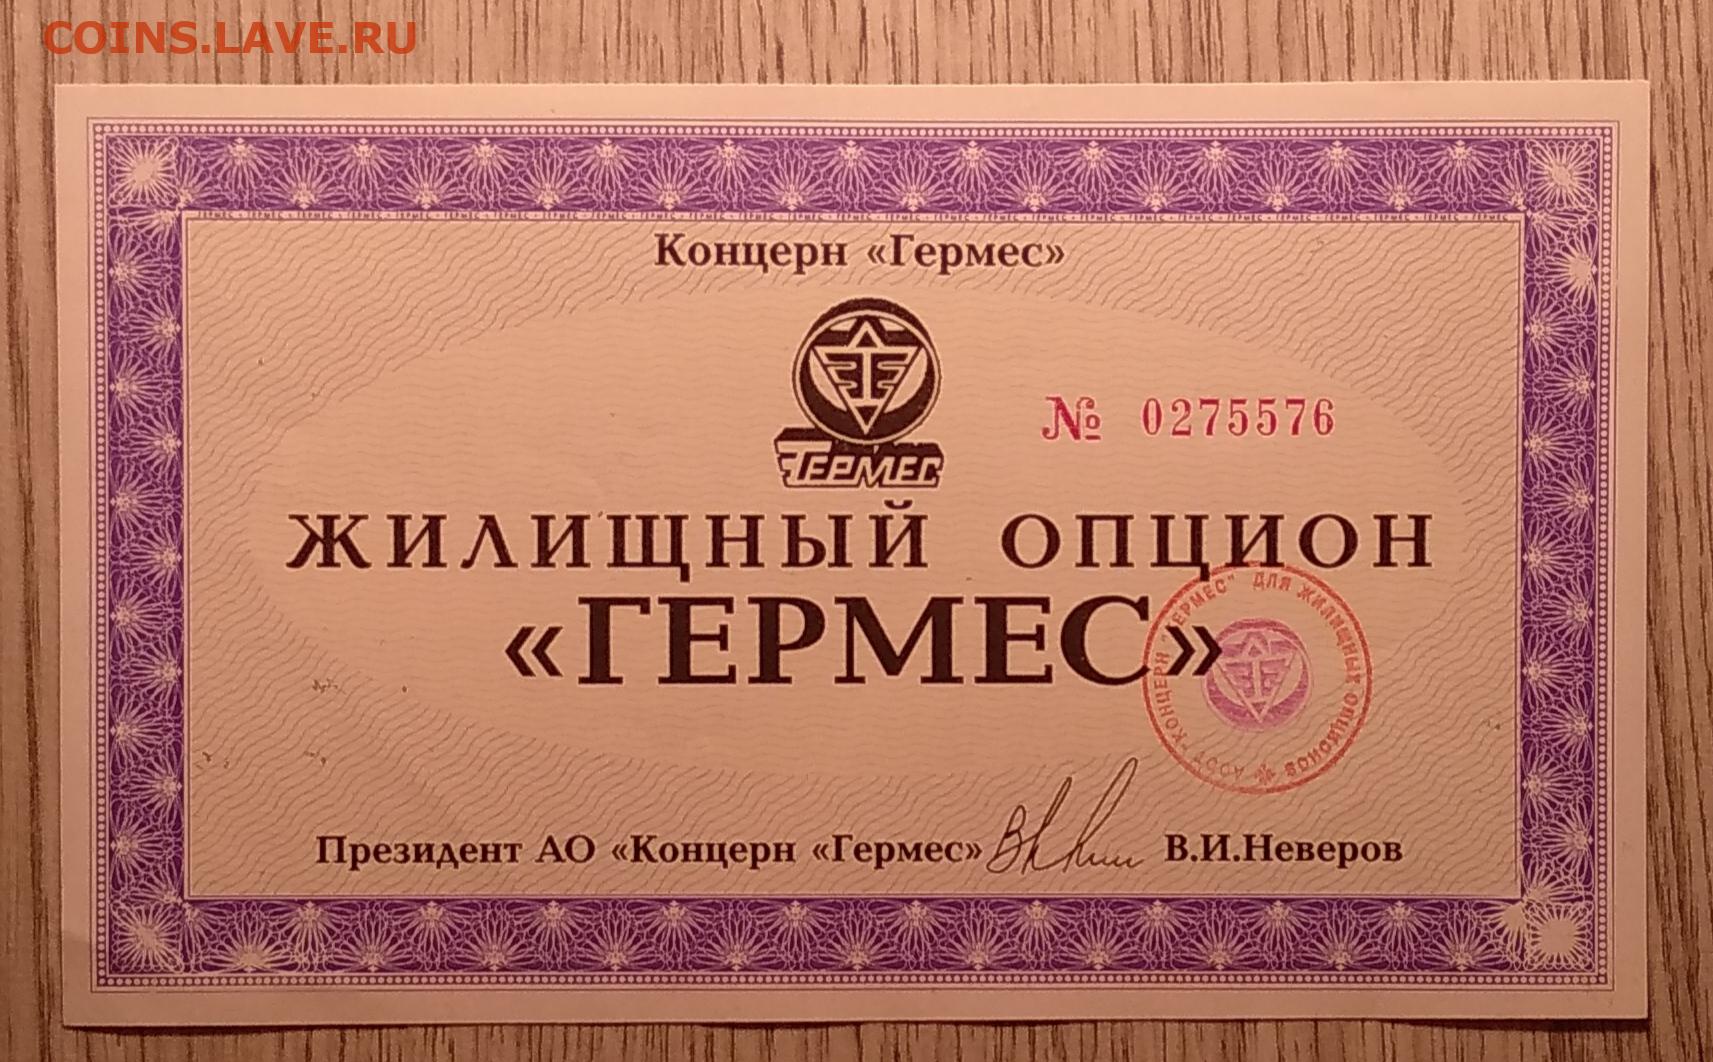 COINS.LAVE.RU
Концерн «Гермес»
ГЕРМЕС
№ 0275576
ЖИЛИЩНЫЙ ОПЦИОН
«ГЕРМЕС»
АООТ "КОНЦЕРН "ГЕРМЕС" ДЛЯ ЖИЛИЩНЫХ ОПЦИОНОВ
Президент АО «Концерн «Гермес» В.И.Неверов